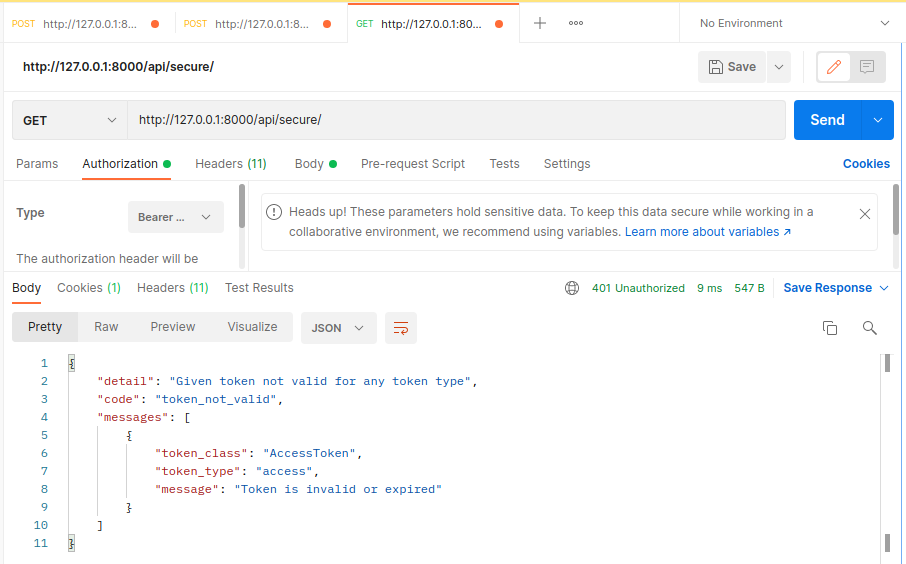 POST http://127.0.0.1:8... POST http://127.0.0.1:8... GET http://127.0.0.1:80... No Environment
http://127.0.0.1:8000/api/secure/ Save
GET http://127.0.0.1:8000/api/secure/ Send
Params Authorization Headers (11) Body Pre-request Script Tests Settings Cookies
Type Bearer ...
The authorization header will be
Heads up! These parameters hold sensitive data. To keep this data secure while working in a
collaborative environment, we recommend using variables. Learn more about variables ↗
Body Cookies (1) Headers (11) Test Results 401 Unauthorized 9 ms 547 B Save Response
Pretty Raw Preview Visualize JSON
1 {
2 "detail": "Given token not valid for any token type",
3 "code": "token_not_valid",
4 "messages": [
5 {
6 "token_class": "AccessToken",
7 "token_type": "access",
8 "message": "Token is invalid or expired"
9 }
10 ]
11 }